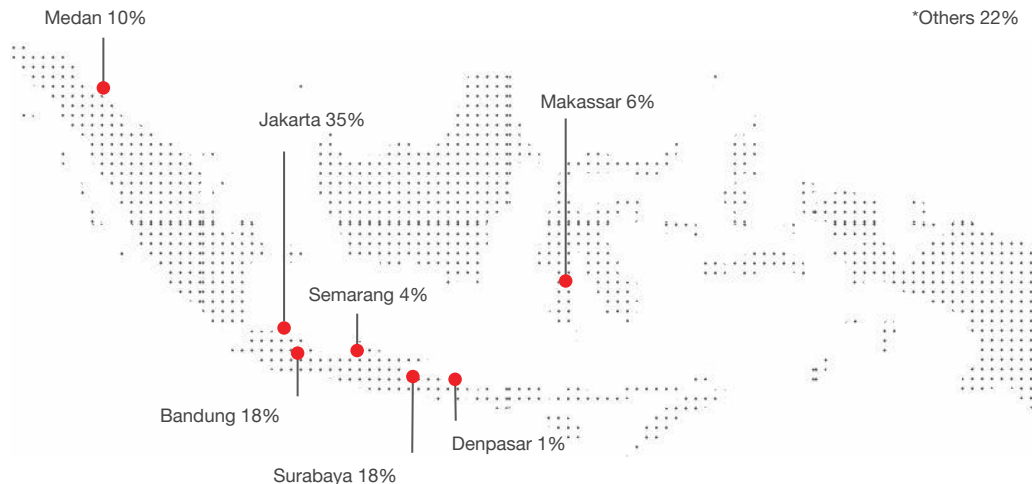 Medan 10%
*Others 22%
Makassar 6%
Jakarta 35%
Semarang 4%
Bandung 18%
Denpasar 1%
Surabaya 18%